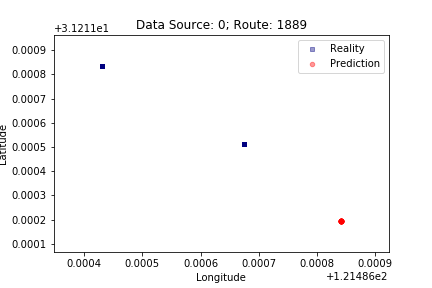 Data Source: 0; Route: 1889
+3.1211e1
Reality
Prediction
0.0009
0.0008
0.0007
0.0006
0.0005
0.0004
0.0003
0.0002
0.0001
Latitude
0.0004 0.0005 0.0006 0.0007 0.0008 0.0009
Longitude
+1.21486e2